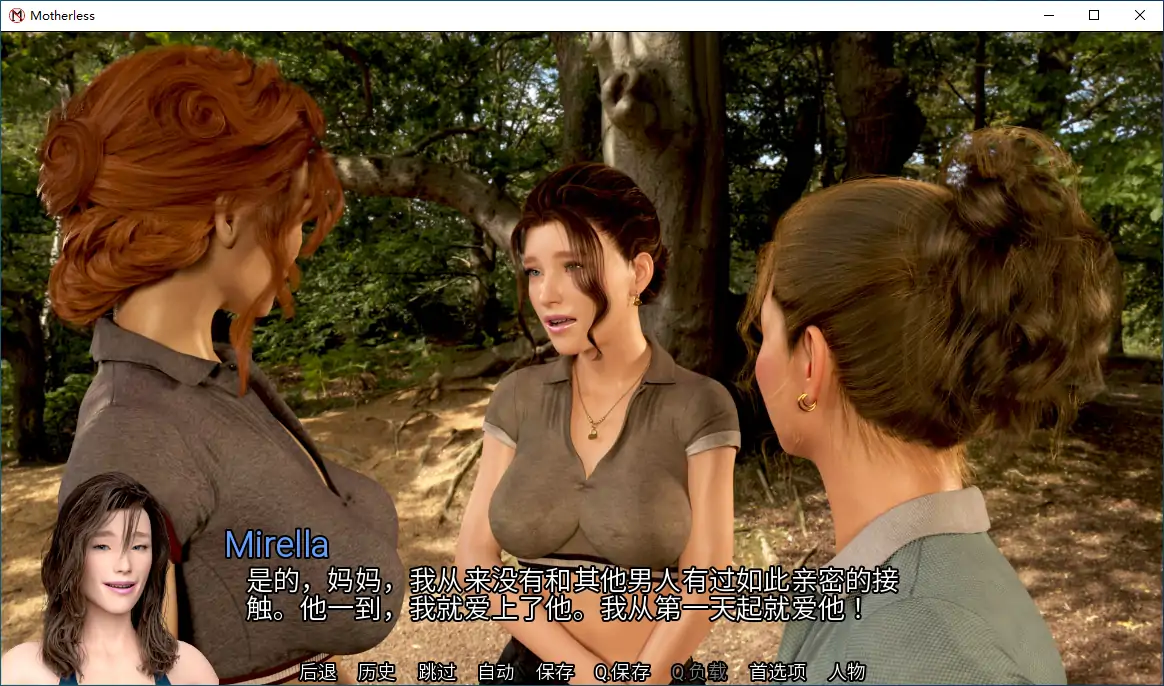 Motherless
Mirella
是的，妈妈，我从来没有和其他男人有过如此亲密的接
触。他一到，我就爱上了他。我从第一天起就爱他！
后退 历史 跳过 自动 保存 Q.保存 Q.负载 首选项 人物